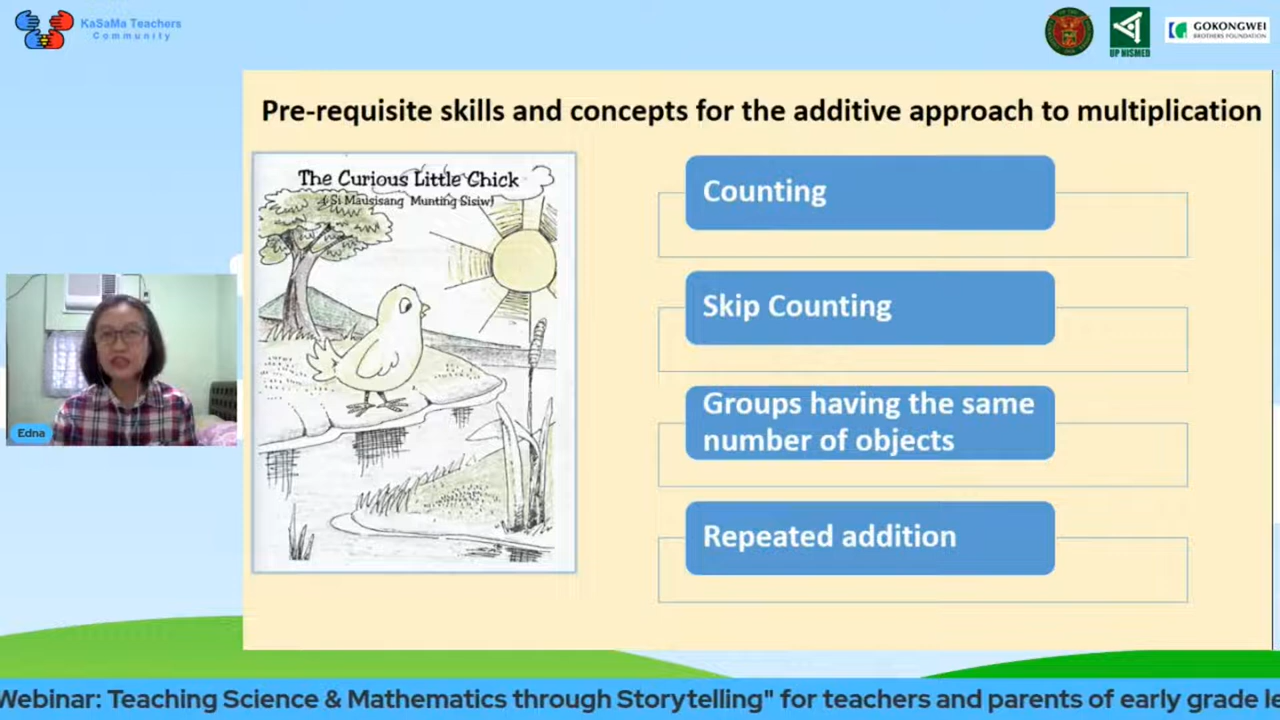 KaSaMa Teachers
Community
UP NISMED
GOKONGWEI
BROTHERS FOUNDATION
Pre-requisite skills and concepts for the additive approach to multiplication
The Curious Little Chick
(Si Mausisang Munting Sisiw)
Counting
Skip Counting
Groups having the same
number of objects
Repeated addition
Edna
Webinar: Teaching Science & Mathematics through Storytelling" for teachers and parents of early grade le